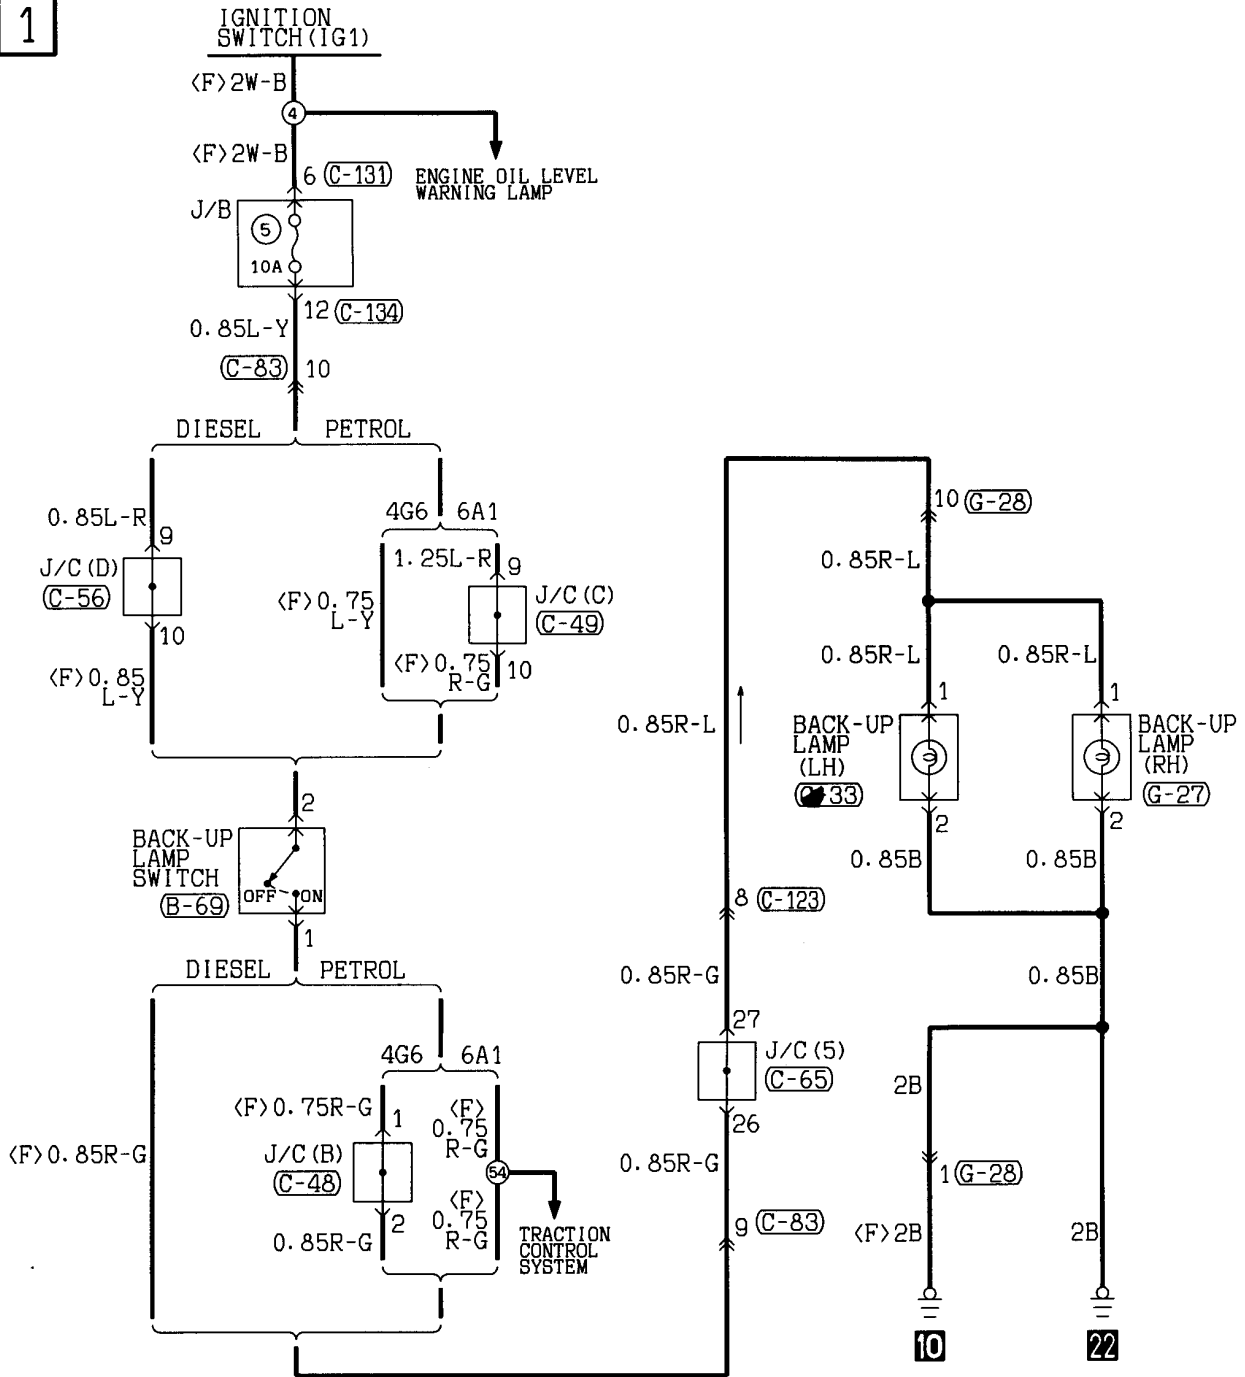 1
IGNITION
SWITCH(IG1)
<F>2W-B
4
<F>2W-B
6 C-131
ENGINE OIL LEVEL
WARNING LAMP
J/B
5
10A
12 C-134
0.85L-Y
C-83 10
DIESEL PETROL
0.85L-R
9
J/C(D)
C-56
10
<F>0.85
L-Y
4G6 6A1
1.25L-R 9
<F>0.75
L-Y
J/C(C)
C-49
<F>0.75
R-G
10
2
BACK-UP
LAMP
SWITCH
B-69
OFF ON
1
DIESEL PETROL
<F>0.85R-G
4G6 6A1
<F>0.75R-G 1
J/C(B)
C-48
2
0.85R-G
<F>
0.75
R-G
54
<F>
0.75
R-G
TRACTION
CONTROL
SYSTEM
0.85R-L
8 C-123
0.85R-G
27
J/C(5)
C-65
26
0.85R-G
9 C-83
10 G-28
0.85R-L
0.85R-L 0.85R-L
1 1
BACK-UP
LAMP
(LH)
33
BACK-UP
LAMP
(RH)
G-27
2 2
0.85B 0.85B
0.85B
2B
1 G-28
<F>2B 2B
10 22